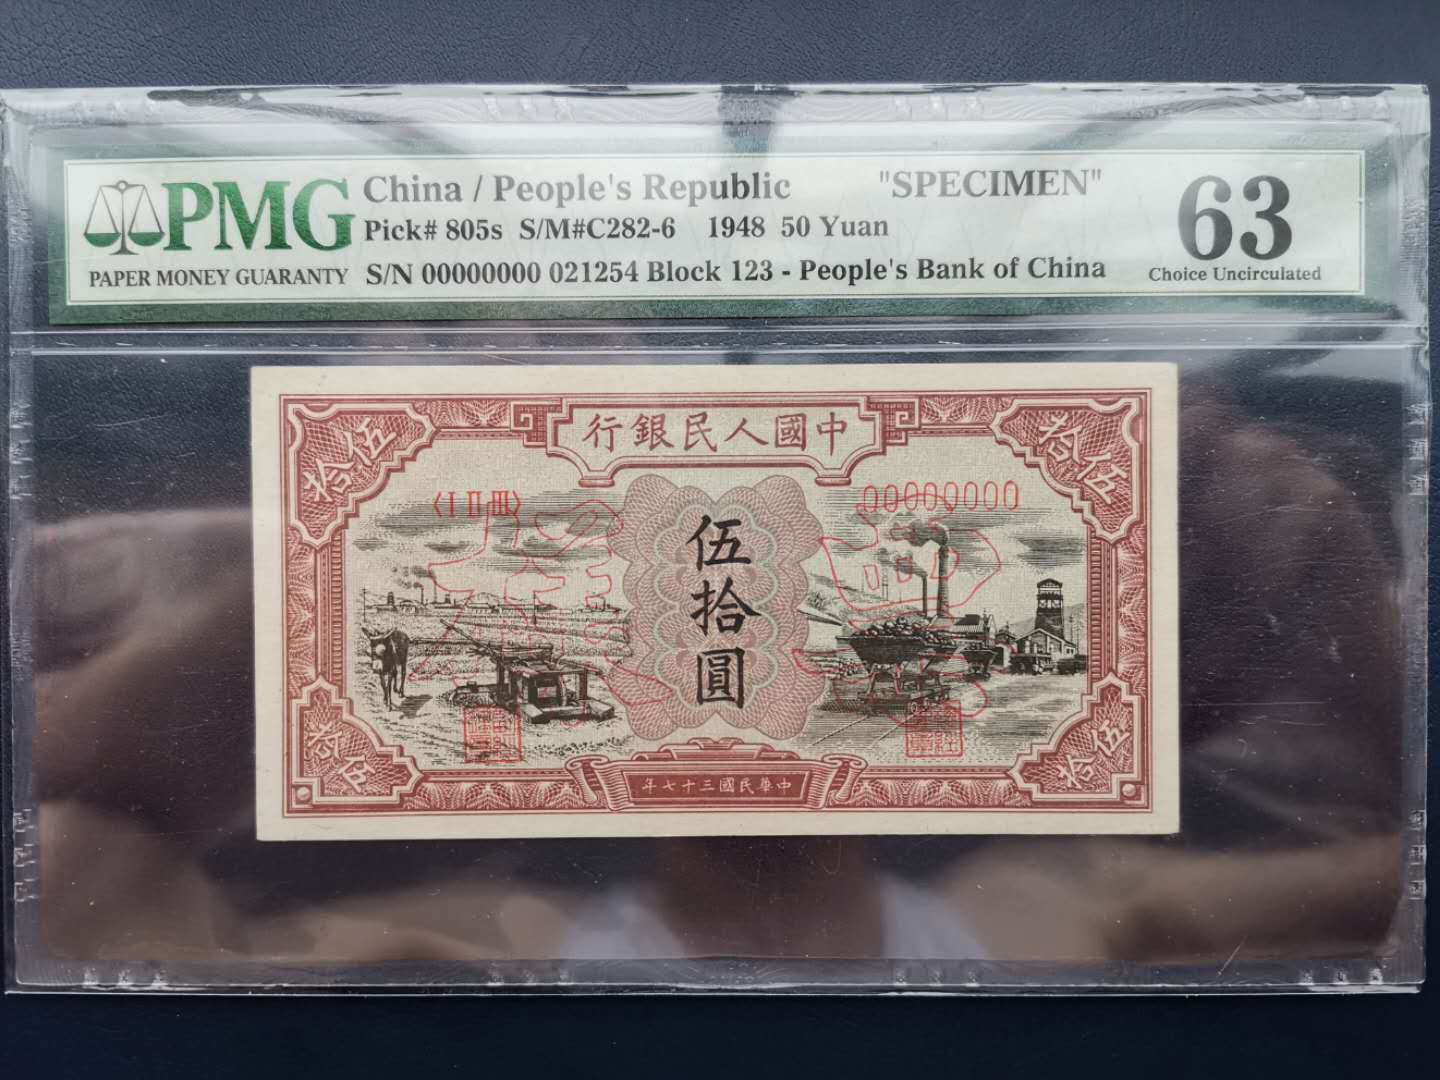 PMG
PAPER MONEY GUARANTY
China / People's Republic "SPECIMEN"
Pick# 805s S/M#C282-6 1948 50 Yuan
S/N 00000000 021254 Block 123 - People's Bank of China
63
Choice Uncirculated
行銀民人國中
拾伍
拾伍
〈I II III〉
00000000
票樣
伍拾圓
拾伍
拾伍
年七十三國民華中